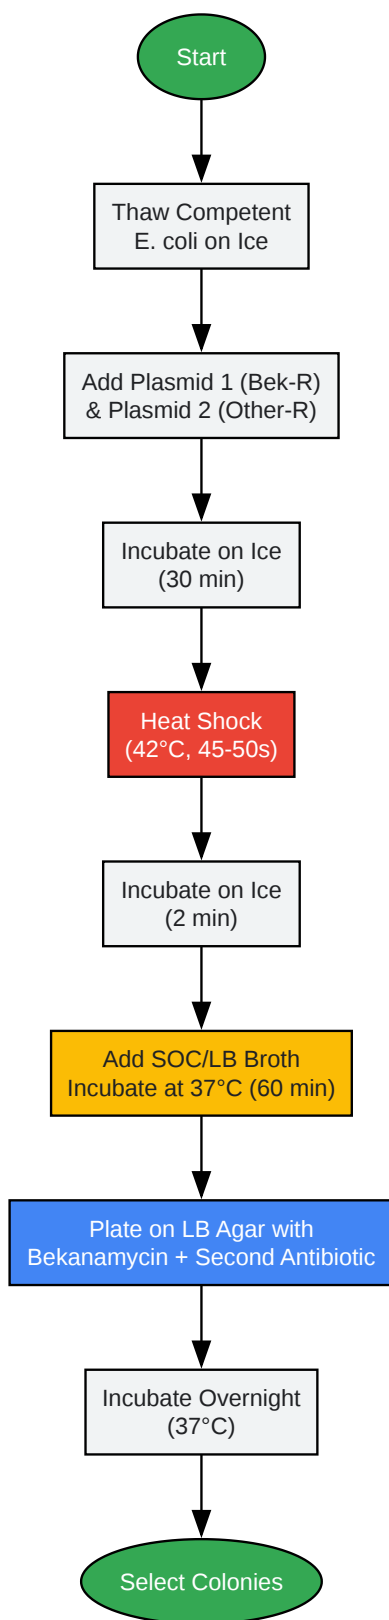 Start
Thaw Competent
E. coli on Ice
Add Plasmid 1 (Bek-R)
& Plasmid 2 (Other-R)
Incubate on Ice
(30 min)
Heat Shock
(42°C, 45-50s)
Incubate on Ice
(2 min)
Add SOC/LB Broth
Incubate at 37°C (60 min)
Plate on LB Agar with
Bekanamycin + Second Antibiotic
Incubate Overnight
(37°C)
Select Colonies